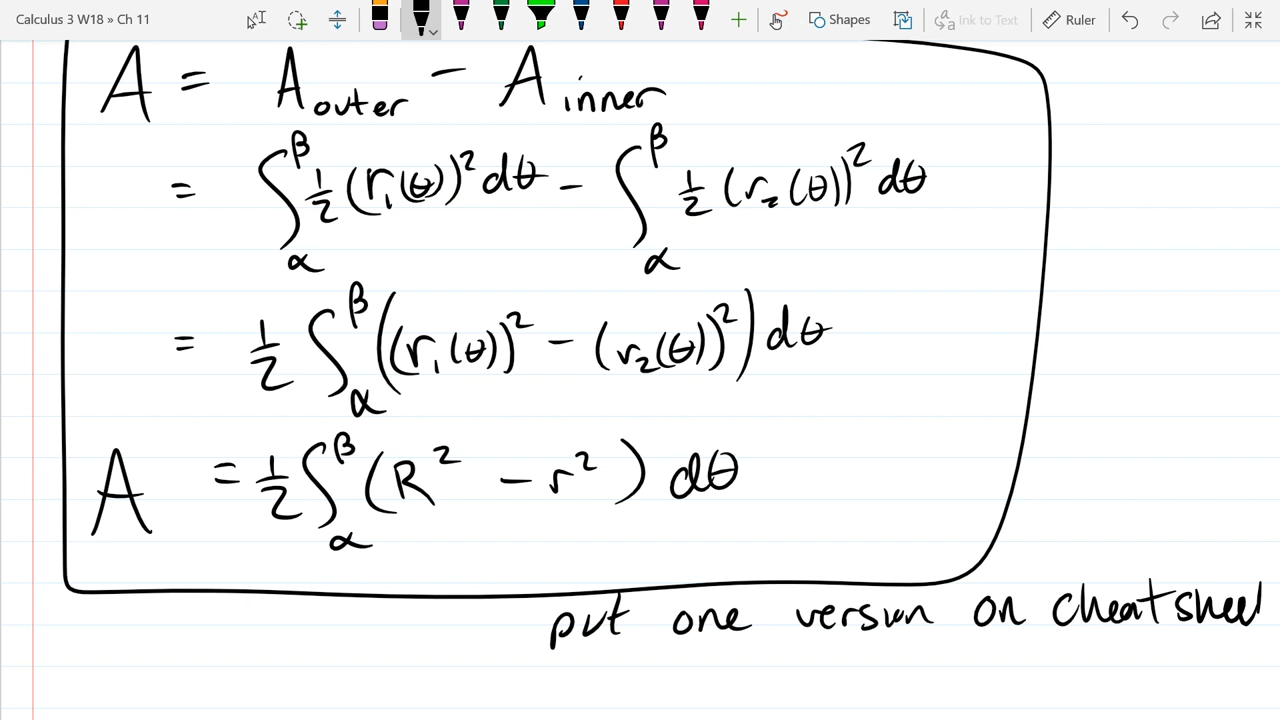 Calculus 3 W18 » Ch 11
Shapes
Link to Text
Ruler
A = A_outer − A_inner
= ∫_α^β ½ (r₁(θ))² dθ − ∫_α^β ½ (r₂(θ))² dθ
= ½ ∫_α^β ((r₁(θ))² − (r₂(θ))²) dθ
A = ½ ∫_α^β (R² − r²) dθ
put one version on cheatsheet